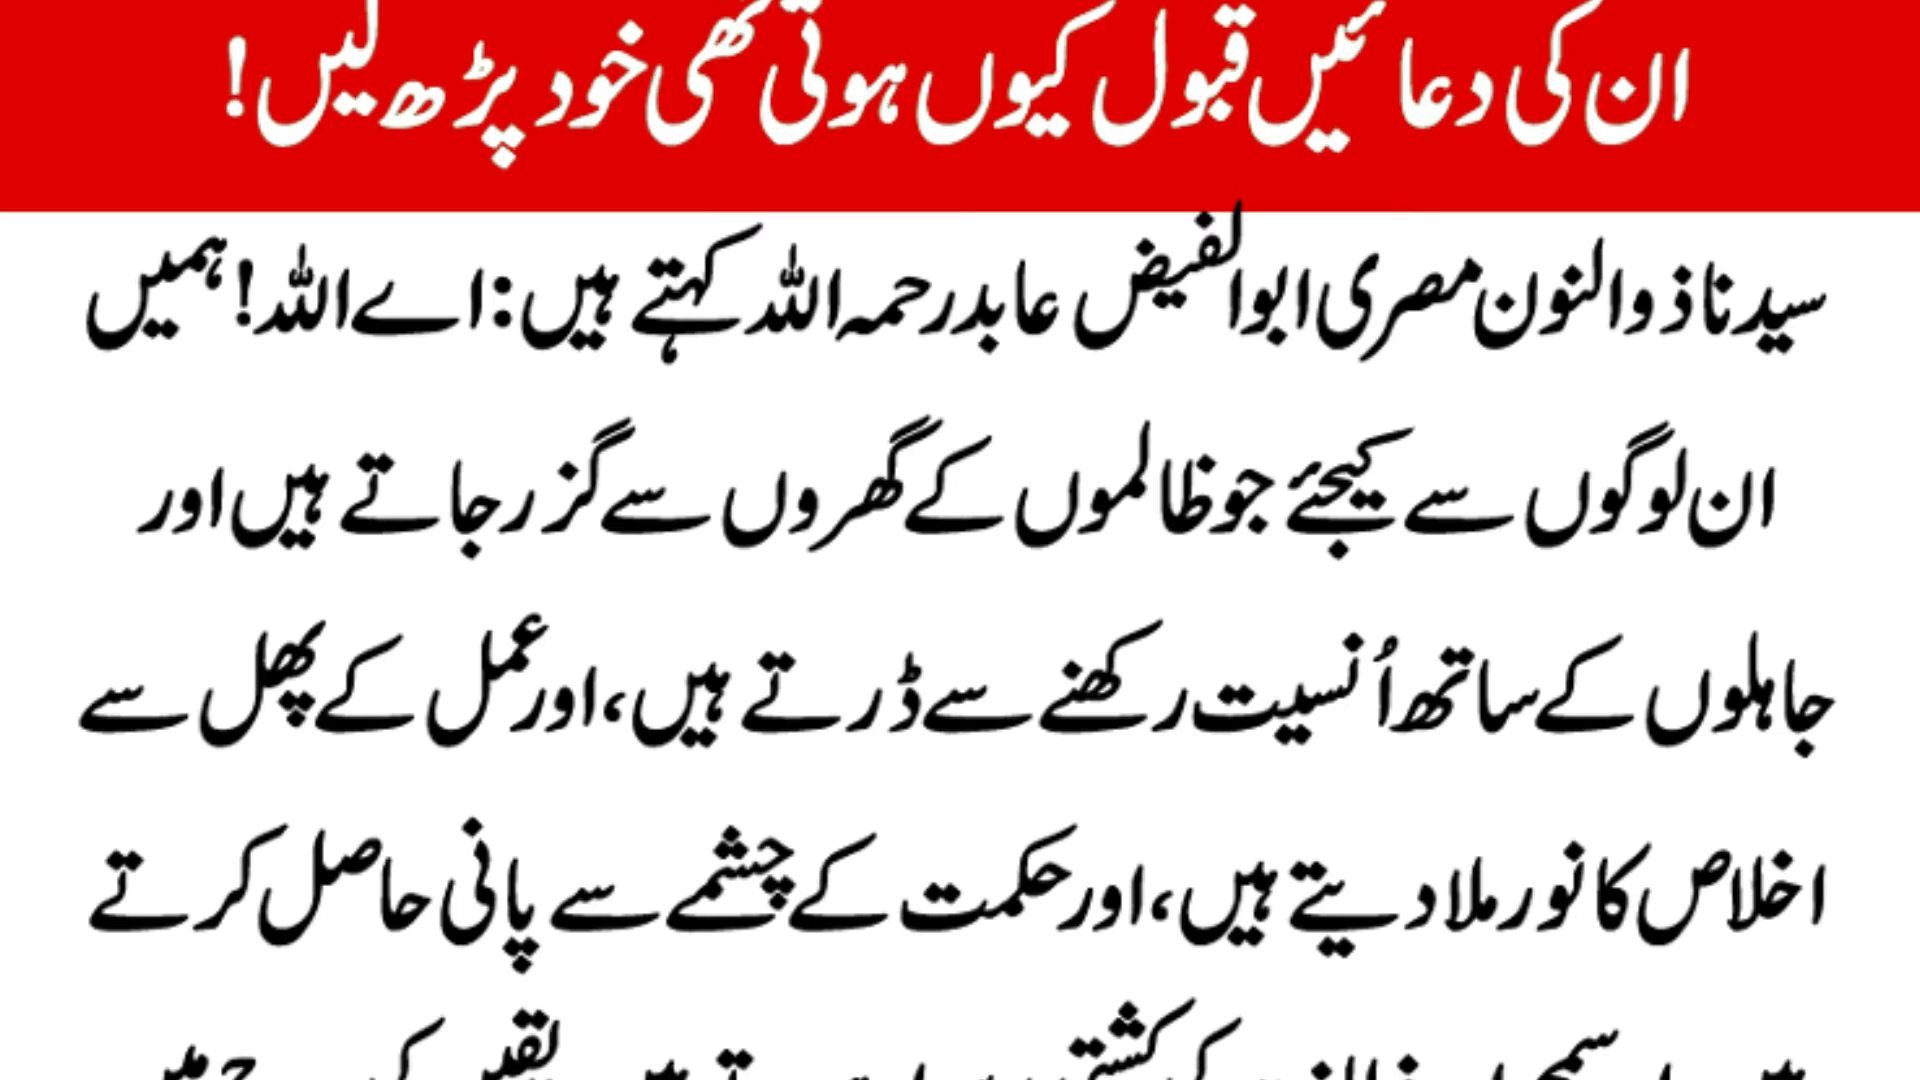 ان کی دعائیں قبول کیوں ہوتی تھی خود پڑھ لیں!
سیدنا ذوالنون مصری ابوالفیض عابد رحمہ اللہ کہتے ہیں: اے اللہ! ہمیں
ان لوگوں سے کیجئے جو ظالموں کے گھروں سے گزر جاتے ہیں اور
جاہلوں کے ساتھ اُنسیت رکھنے سے ڈرتے ہیں، اور عمل کے پھل سے
اخلاص کا نور ملا دیتے ہیں، اور حکمت کے چشمے سے پانی حاصل کرتے